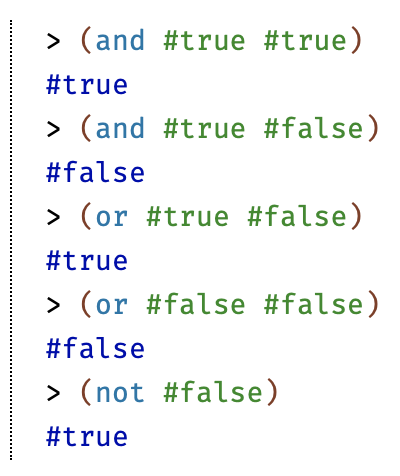 > (and #true #true)
#true
> (and #true #false)
#false
> (or #true #false)
#true
> (or #false #false)
#false
> (not #false)
#true